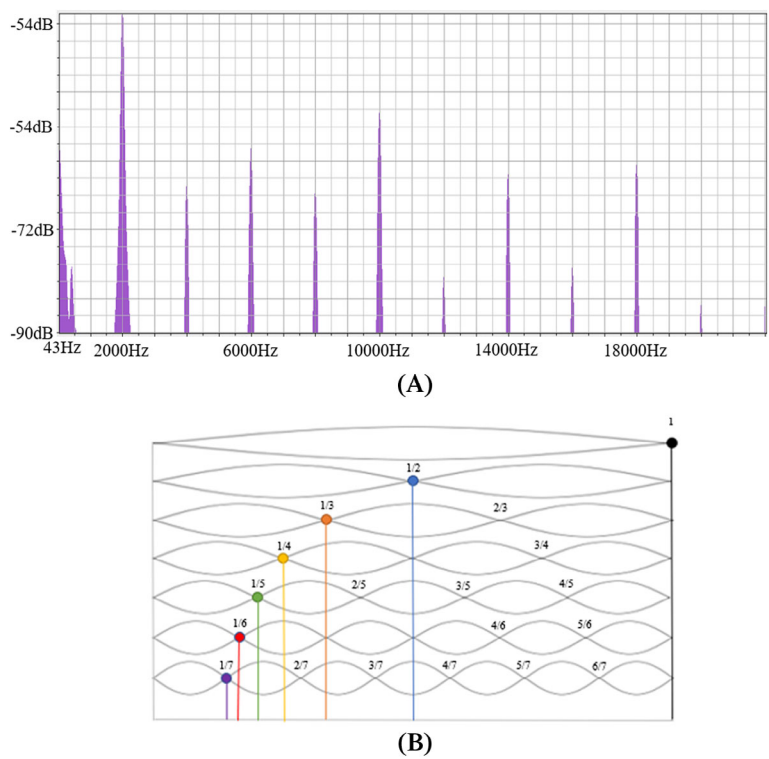 -54dB
-54dB
-72dB
-90dB
43Hz 2000Hz 6000Hz 10000Hz 14000Hz 18000Hz
(A)
1
1/2
1/3 2/3
1/4 3/4
1/5 2/5 3/5 4/5
1/6 4/6 5/6
1/7 2/7 3/7 4/7 5/7 6/7
(B)